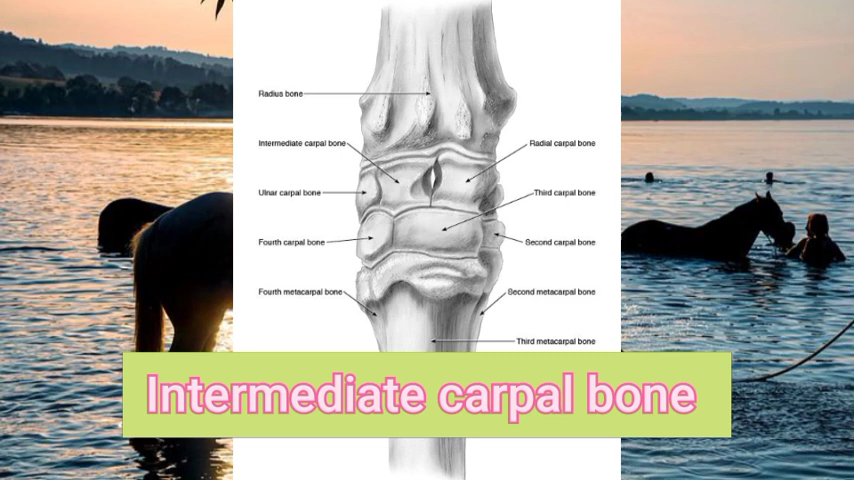 Radius bone
Intermediate carpal bone
Radial carpal bone
Ulnar carpal bone
Third carpal bone
Fourth carpal bone
Second carpal bone
Fourth metacarpal bone
Second metacarpal bone
Third metacarpal bone
Intermediate carpal bone